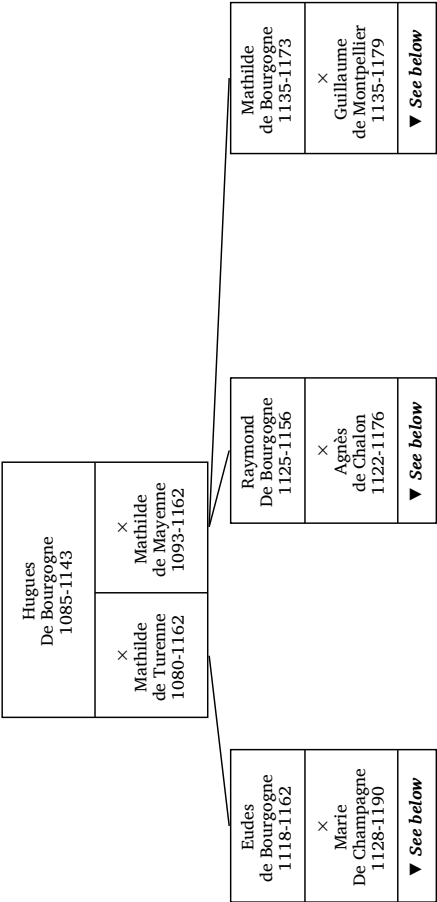 Hugues
De Bourgogne
1085-1143
×
Mathilde
de Turenne
1080-1162
×
Mathilde
de Mayenne
1093-1162
Eudes
de Bourgogne
1118-1162
×
Marie
De Champagne
1128-1190
▼ See below
Raymond
De Bourgogne
1125-1156
×
Agnès
de Chalon
1122-1176
▼ See below
Mathilde
de Bourgogne
1135-1173
×
Guillaume
de Montpellier
1135-1179
▼ See below